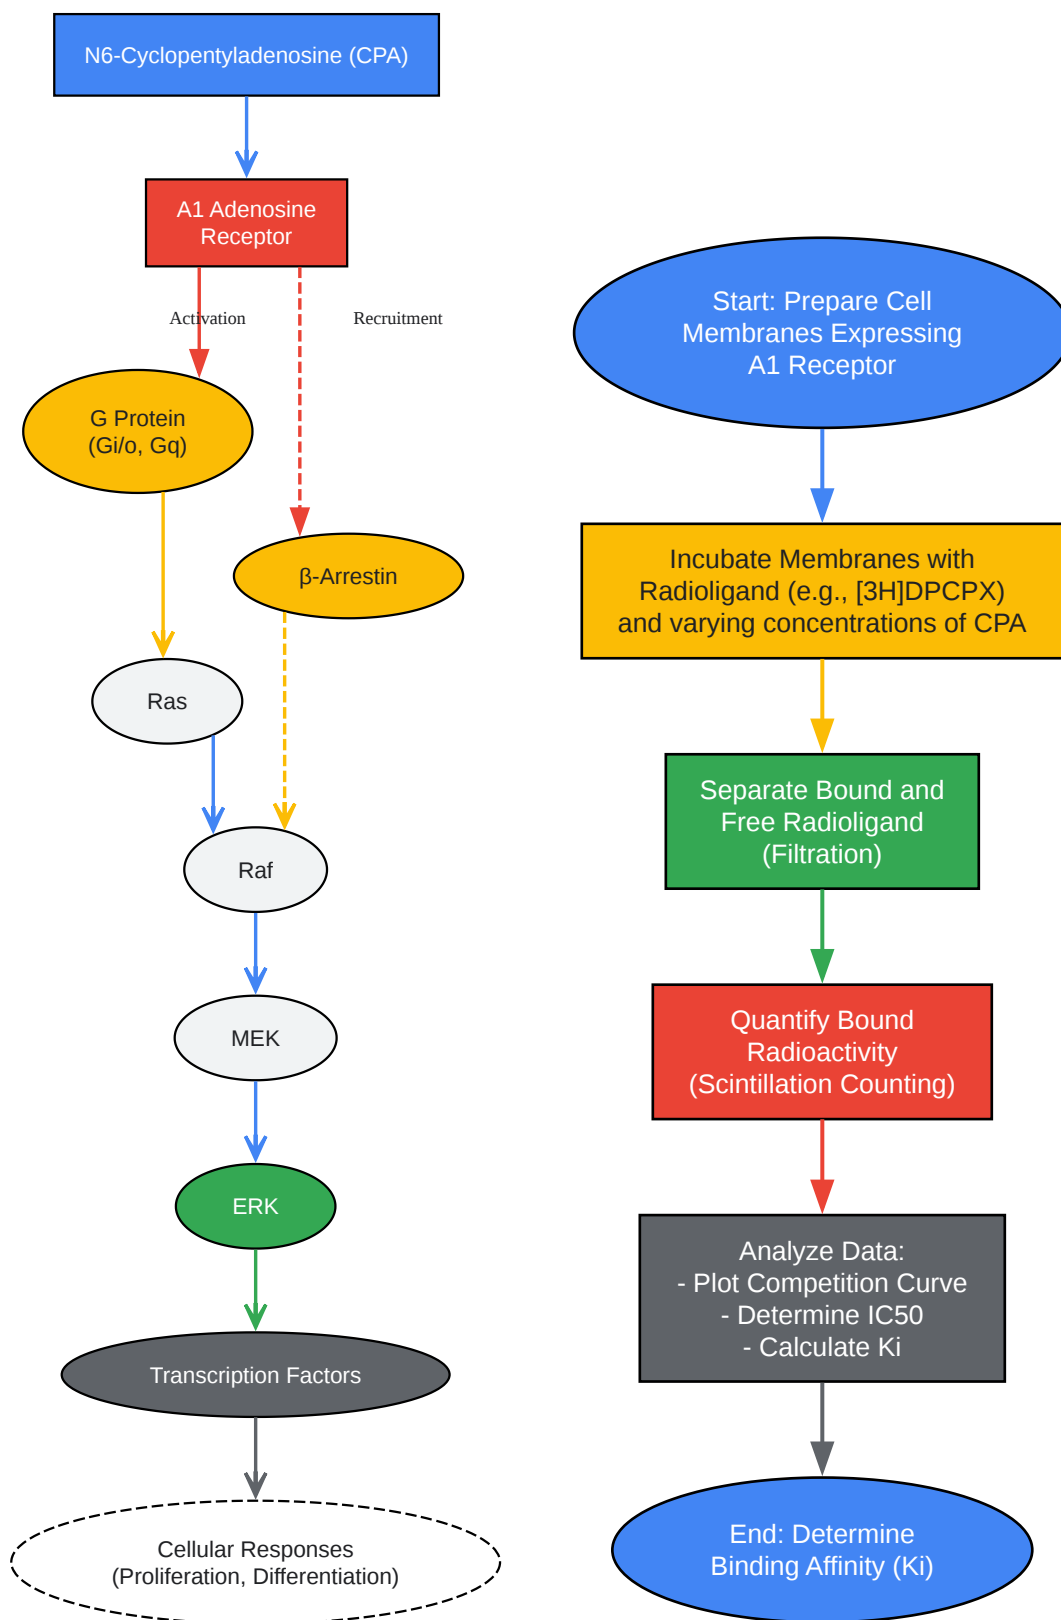 N6-Cyclopentyladenosine (CPA)
A1 Adenosine
Receptor
Activation
Recruitment
G Protein
(Gi/o, Gq)
β-Arrestin
Ras
Raf
MEK
ERK
Transcription Factors
Cellular Responses
(Proliferation, Differentiation)
Start: Prepare Cell
Membranes Expressing
A1 Receptor
Incubate Membranes with
Radioligand (e.g., [3H]DPCPX)
and varying concentrations of CPA
Separate Bound and
Free Radioligand
(Filtration)
Quantify Bound
Radioactivity
(Scintillation Counting)
Analyze Data:
- Plot Competition Curve
- Determine IC50
- Calculate Ki
End: Determine
Binding Affinity (Ki)